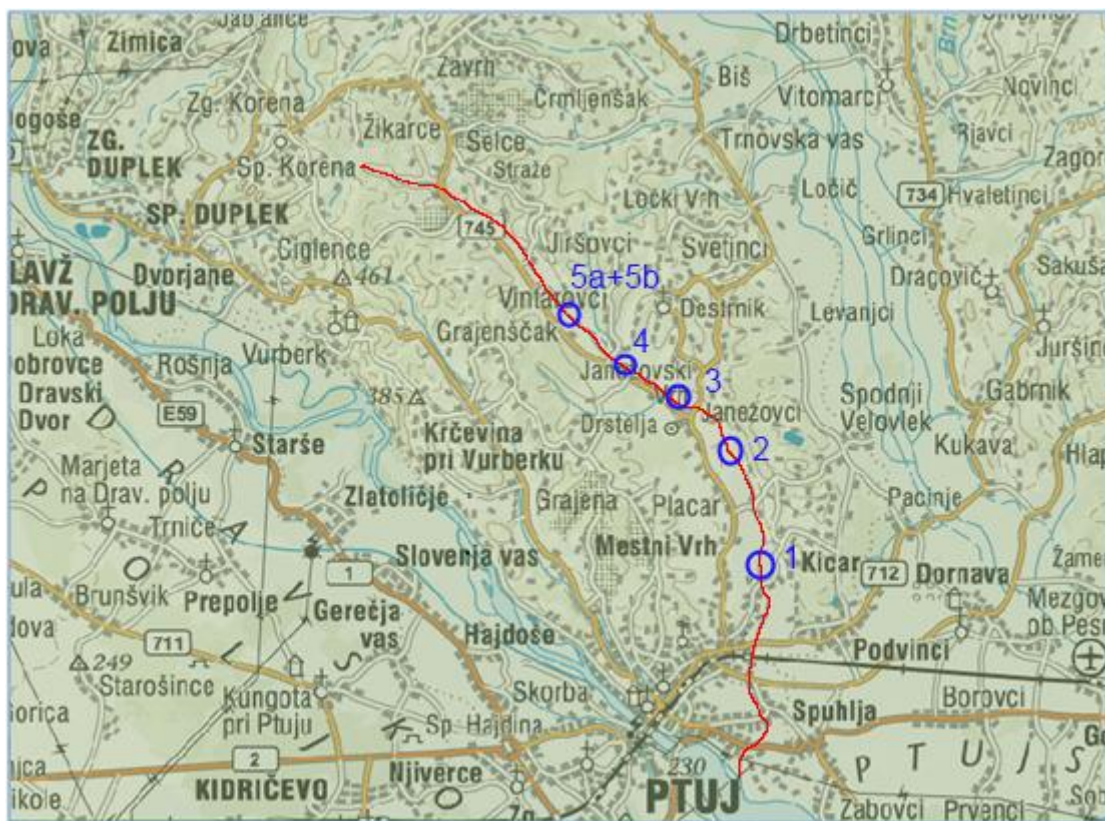 Jablance
Drbetinci
Zimica
Zavrh
Biš
Novinci
Zg. Korena
Črmljenšak
Vitomarci
ZG.
DUPLEK
Žikarce
Selce
Trnovska vas
Sp. Korena
Straže
Ločič
734
Hvaletinci
SP. DUPLEK
745
Ločki Vrh
Grlinci
Ciglence
Jiršovci
Svetinci
Dvorjane
461
5a+5b
Dragovič
DRAV. POLJU
Vintarovci
Destrnik
Levanjci
Loka
Grajenščak
4
Rošnja
Vurberk
3
Dravski
Dvor
E59
385
Janežovci
Spodnji
Velovlek
Gabrnik
Starše
Drstelja
Krčevina
pri Vurberku
2
Kukava
Marjeta
na Drav. polju
Zlatoličje
Grajena
Placar
Pacinje
Trniče
Slovenja vas
Mestni Vrh
1
Kicar
712
Dornava
Brunšvik
Prepolje
1
Gerečja
vas
Hajdoše
711
Podvinci
249
Starošince
Skorba
Borovci
Kungota
pri Ptuju
Sp. Hajdina
Spuhlja
2
KIDRIČEVO
Njiverce
230
PTUJ
P T U J S
Zabovci
Prvenci